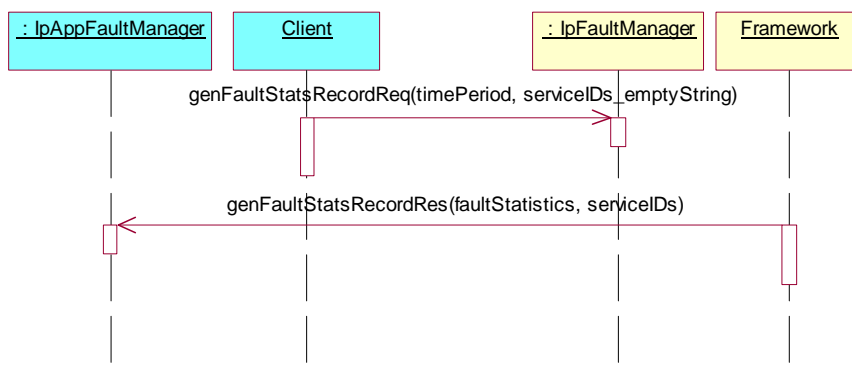 : IpAppFaultManager
Client
: IpFaultManager
Framework
genFaultStatsRecordReq(timePeriod, serviceIDs_emptyString)
genFaultStatsRecordRes(faultStatistics, serviceIDs)